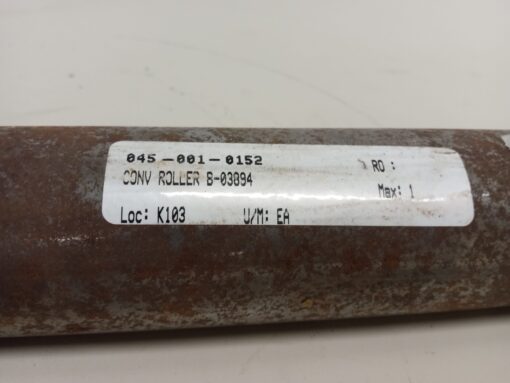 045-001-0152 RO :
CONV ROLLER B-03894 Max: 1
Loc: K103 U/M: EA